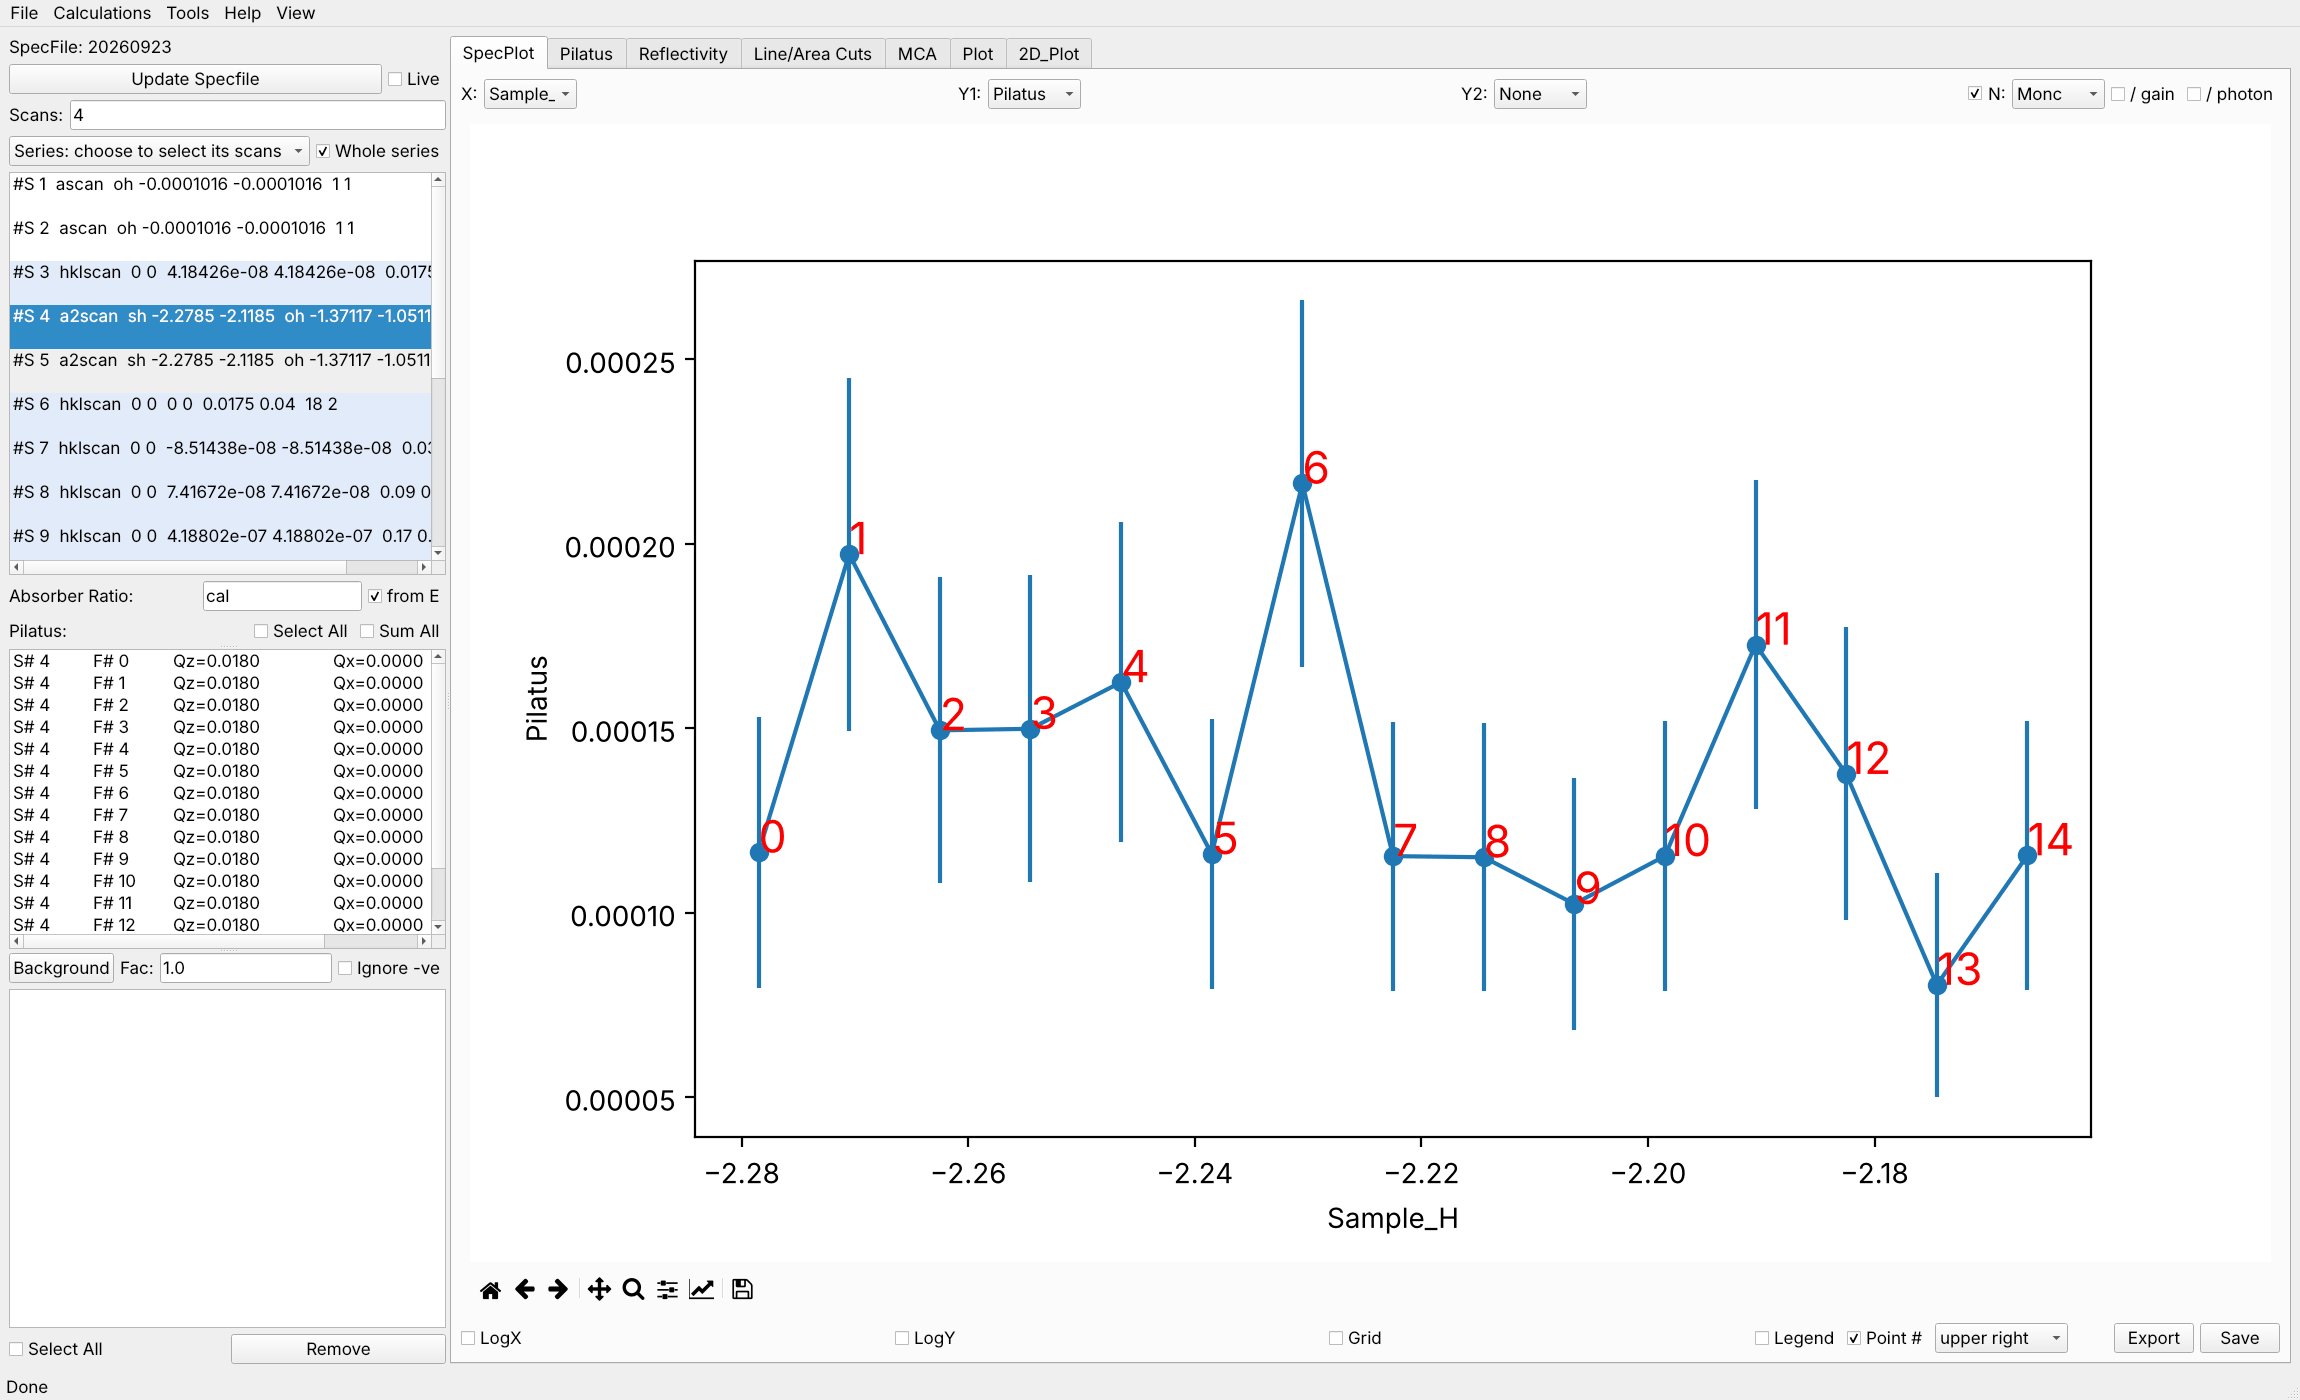 File Calculations Tools Help View
SpecFile: 20260923
Update Specfile Live
Scans: 4
Series: choose to select its scans Whole series
#S 1 ascan oh -0.0001016 -0.0001016 1 1
#S 2 ascan oh -0.0001016 -0.0001016 1 1
#S 3 hklscan 0 0 4.18426e-08 4.18426e-08 0.0175
#S 4 a2scan sh -2.2785 -2.1185 oh -1.37117 -1.0511
#S 5 a2scan sh -2.2785 -2.1185 oh -1.37117 -1.0511
#S 6 hklscan 0 0 0 0 0.0175 0.04 18 2
#S 7 hklscan 0 0 -8.51438e-08 -8.51438e-08 0.03
#S 8 hklscan 0 0 7.41672e-08 7.41672e-08 0.09 0
#S 9 hklscan 0 0 4.18802e-07 4.18802e-07 0.17 0.
Absorber Ratio: cal from E
Pilatus: Select All Sum All
S# 4 F# 0 Qz=0.0180 Qx=0.0000
S# 4 F# 1 Qz=0.0180 Qx=0.0000
S# 4 F# 2 Qz=0.0180 Qx=0.0000
S# 4 F# 3 Qz=0.0180 Qx=0.0000
S# 4 F# 4 Qz=0.0180 Qx=0.0000
S# 4 F# 5 Qz=0.0180 Qx=0.0000
S# 4 F# 6 Qz=0.0180 Qx=0.0000
S# 4 F# 7 Qz=0.0180 Qx=0.0000
S# 4 F# 8 Qz=0.0180 Qx=0.0000
S# 4 F# 9 Qz=0.0180 Qx=0.0000
S# 4 F# 10 Qz=0.0180 Qx=0.0000
S# 4 F# 11 Qz=0.0180 Qx=0.0000
S# 4 F# 12 Qz=0.0180 Qx=0.0000
Background Fac: 1.0 Ignore -ve
Select All Remove
Done
SpecPlot Pilatus Reflectivity Line/Area Cuts MCA Plot 2D_Plot
X: Sample_ Y1: Pilatus Y2: None N: Monc / gain / photon
0.00025
0.00020
0.00015
0.00010
0.00005
Pilatus
0 1 2 3 4 5 6 7 8 9 10 11 12 13 14
−2.28 −2.26 −2.24 −2.22 −2.20 −2.18
Sample_H
LogX LogY Grid Legend Point # upper right Export Save